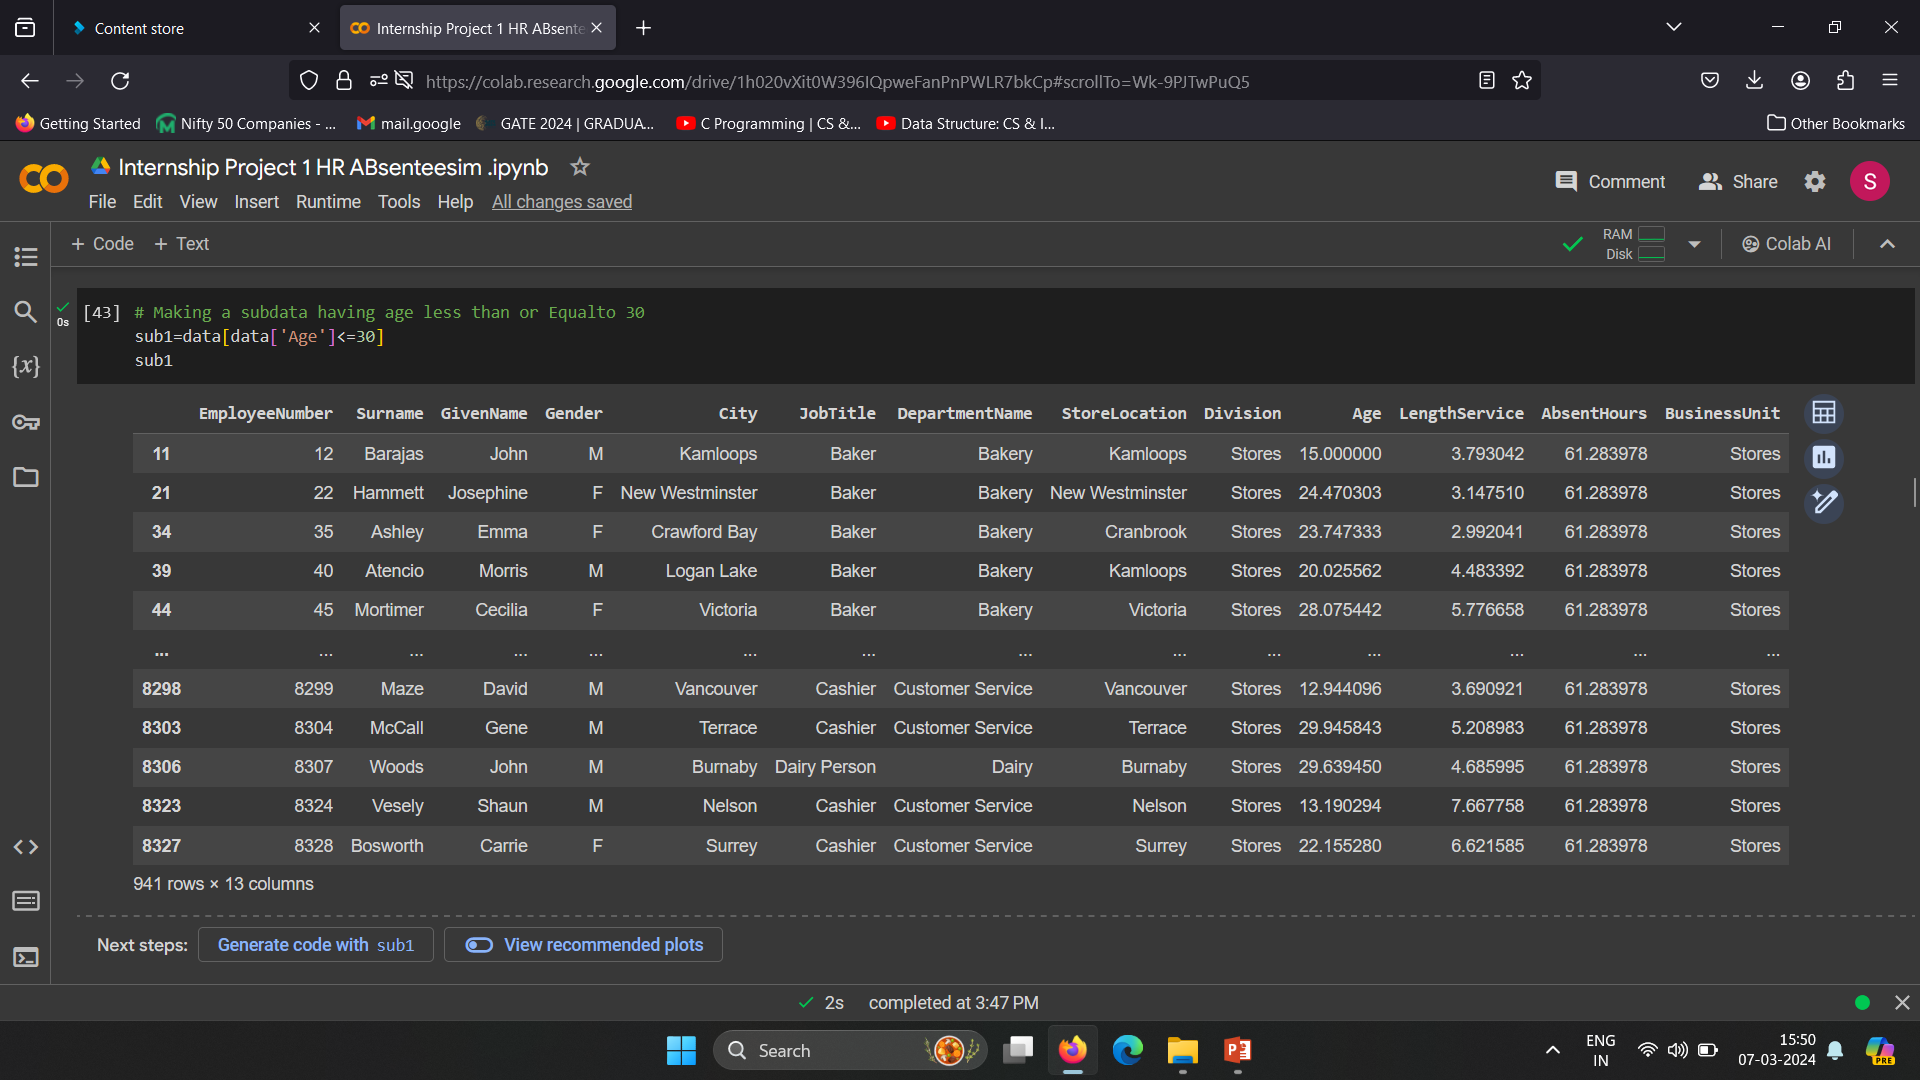 Content store
Internship Project 1 HR ABsente
https://colab.research.google.com/drive/1h020vXit0W396IQpweFanPnPWLR7bkCp#scrollTo=Wk-9PJTwPuQ5
Getting Started Nifty 50 Companies - ... mail.google GATE 2024 | GRADUA... C Programming | CS &... Data Structure: CS & I... Other Bookmarks
Internship Project 1 HR ABsenteesim .ipynb
Comment Share S
File Edit View Insert Runtime Tools Help All changes saved
+ Code + Text
RAM
Disk
Colab AI
[43] # Making a subdata having age less than or Equalto 30
0s
sub1=data[data['Age']<=30]
sub1
{x}
EmployeeNumber Surname GivenName Gender City JobTitle DepartmentName StoreLocation Division Age LengthService AbsentHours BusinessUnit
11 12 Barajas John M Kamloops Baker Bakery Kamloops Stores 15.000000 3.793042 61.283978 Stores
21 22 Hammett Josephine F New Westminster Baker Bakery New Westminster Stores 24.470303 3.147510 61.283978 Stores
34 35 Ashley Emma F Crawford Bay Baker Bakery Cranbrook Stores 23.747333 2.992041 61.283978 Stores
39 40 Atencio Morris M Logan Lake Baker Bakery Kamloops Stores 20.025562 4.483392 61.283978 Stores
44 45 Mortimer Cecilia F Victoria Baker Bakery Victoria Stores 28.075442 5.776658 61.283978 Stores
... ... ... ... ... ... ... ... ... ... ... ... ... ...
8298 8299 Maze David M Vancouver Cashier Customer Service Vancouver Stores 12.944096 3.690921 61.283978 Stores
8303 8304 McCall Gene M Terrace Cashier Customer Service Terrace Stores 29.945843 5.208983 61.283978 Stores
8306 8307 Woods John M Burnaby Dairy Person Dairy Burnaby Stores 29.639450 4.685995 61.283978 Stores
8323 8324 Vesely Shaun M Nelson Cashier Customer Service Nelson Stores 13.190294 7.667758 61.283978 Stores
8327 8328 Bosworth Carrie F Surrey Cashier Customer Service Surrey Stores 22.155280 6.621585 61.283978 Stores
941 rows × 13 columns
Next steps: Generate code with sub1 View recommended plots
2s completed at 3:47 PM
Search
ENG
IN
15:50
07-03-2024
PRE